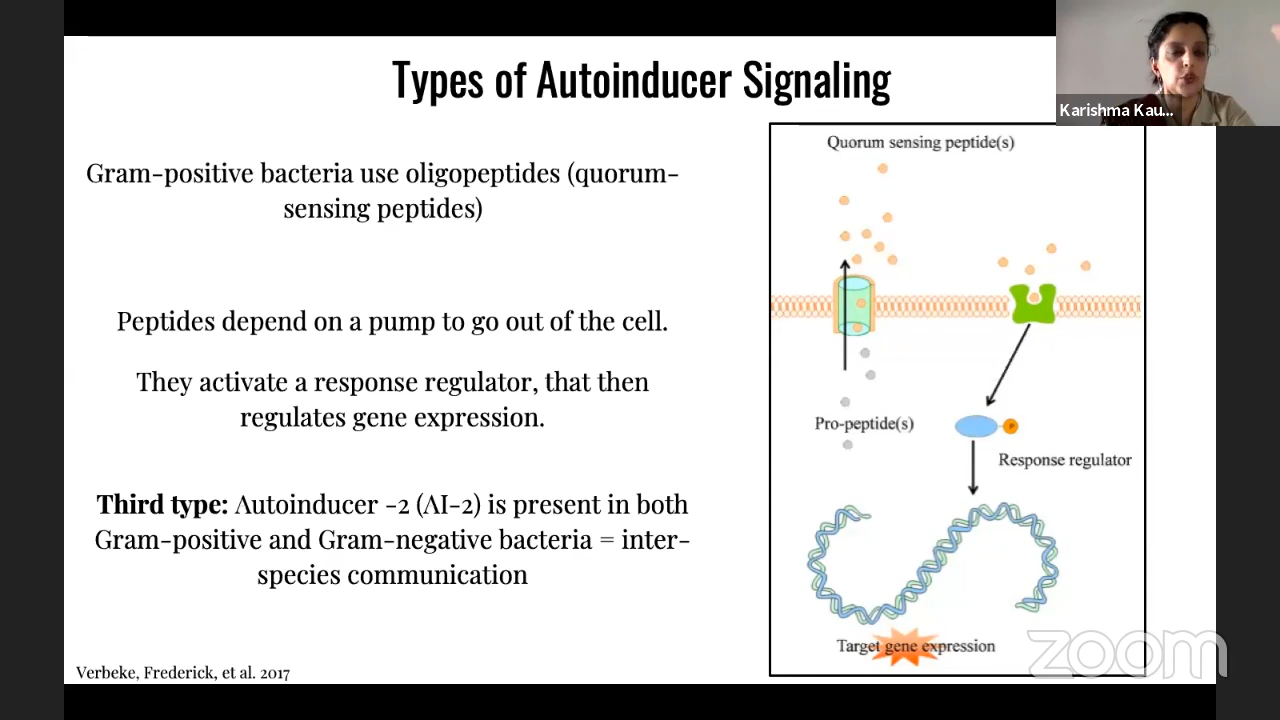 Types of Autoinducer Signaling
Karishma Kau...
Gram-positive bacteria use oligopeptides (quorum-
sensing peptides)
Peptides depend on a pump to go out of the cell.
They activate a response regulator, that then
regulates gene expression.
Third type: Autoinducer -2 (AI-2) is present in both
Gram-positive and Gram-negative bacteria = inter-
species communication
Verbeke, Frederick, et al. 2017
Quorum sensing peptide(s)
Pro-peptide(s)
P
Response regulator
Target gene expression
zoom